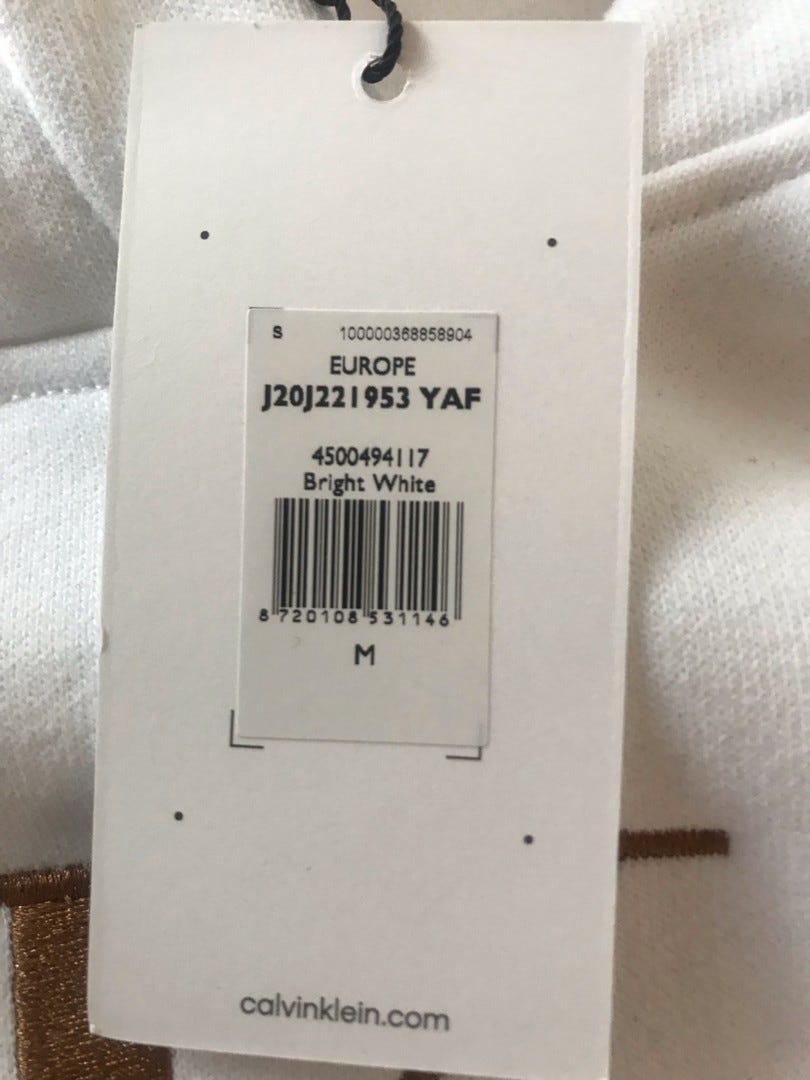 S 100000368858904
EUROPE
J20J221953 YAF
4500494117
Bright White
8 720108 531146
M
calvinklein.com